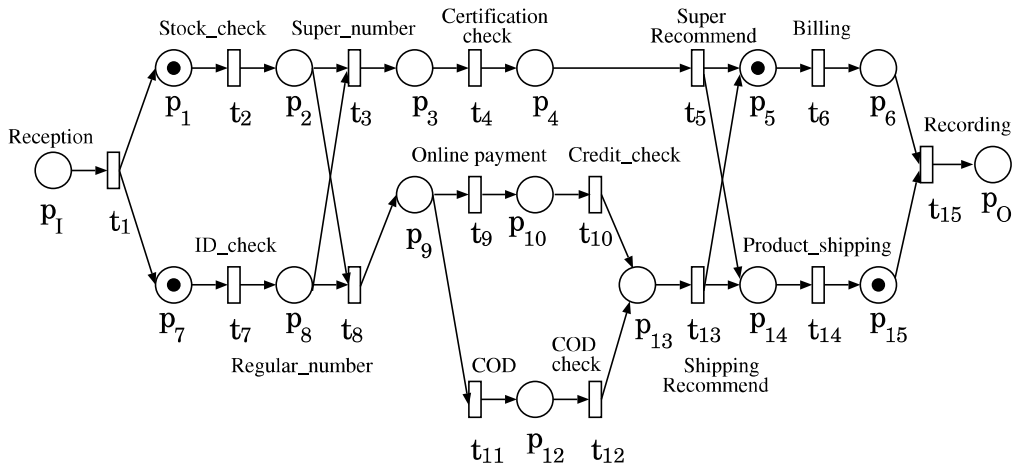 Stock_check
Super_number
Certification
check
Super
Recommend
Billing
p1
t2
p2
t3
p3
t4
p4
t5
p5
t6
p6
Reception
Recording
pI
t1
t15
pO
Online payment
Credit_check
p9
t9
p10
t10
ID_check
Product_shipping
p7
t7
p8
t8
p13
t13
p14
t14
p15
Regular_number
COD
COD
check
Shipping
Recommend
t11
p12
t12